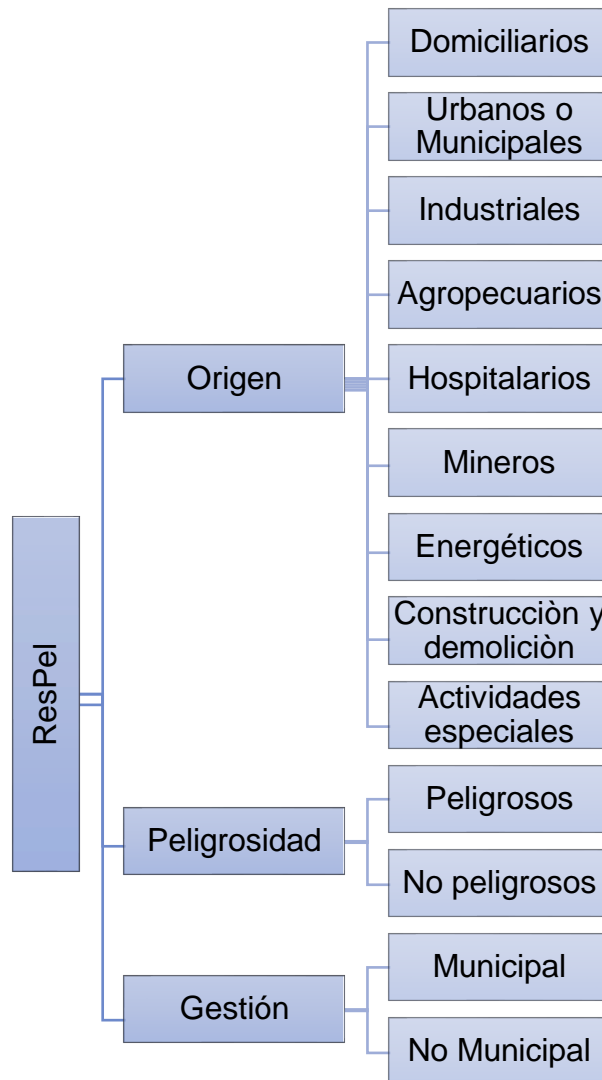 ResPel
Origen
Domiciliarios
Urbanos o
Municipales
Industriales
Agropecuarios
Hospitalarios
Mineros
Energéticos
Construcciòn y
demoliciòn
Actividades
especiales
Peligrosidad
Peligrosos
No peligrosos
Gestión
Municipal
No Municipal